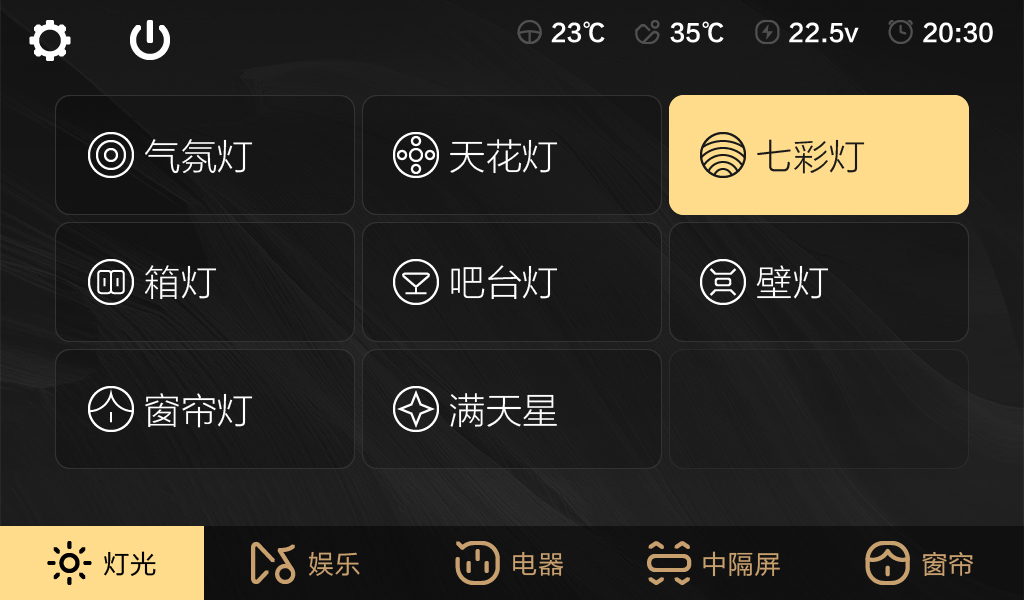 23℃ 35℃ 22.5v 20:30
气氛灯 天花灯 七彩灯
箱灯 吧台灯 壁灯
窗帘灯 满天星
灯光 娱乐 电器 中隔屏 窗帘